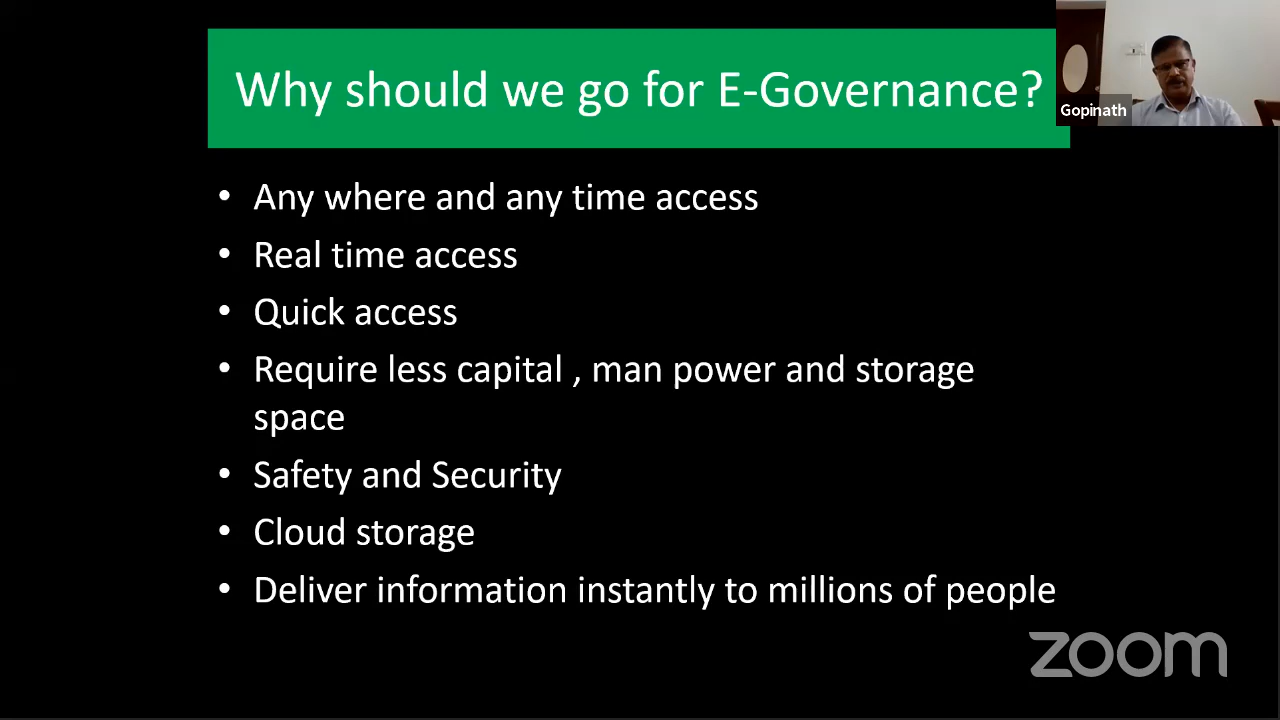 Why should we go for E-Governance?
Gopinath
• Any where and any time access
• Real time access
• Quick access
• Require less capital , man power and storage
space
• Safety and Security
• Cloud storage
• Deliver information instantly to millions of people
zoom